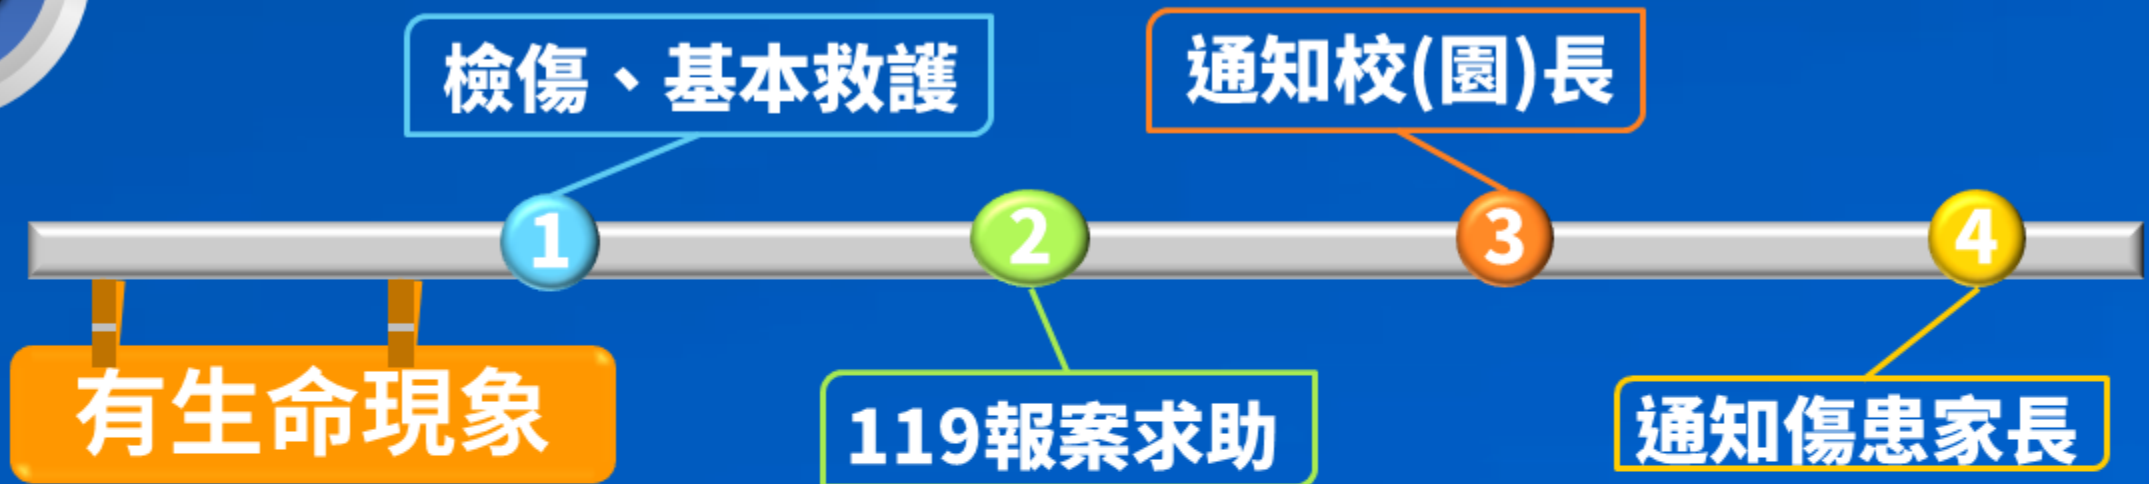 有生命現象
1
檢傷、基本救護
2
119報案求助
3
通知校(園)長
4
通知傷患家長